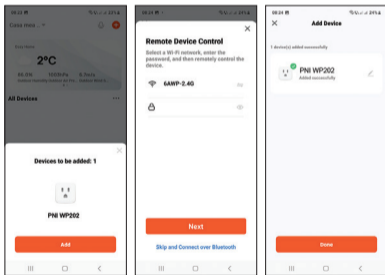 Casa mea
2°C
All Devices
Devices to be added: 1
PNI WP202
Add
Remote Device Control
Select a Wi-Fi network, enter the
password, and then remotely control the
device.
6AWP-2.4G
Next
Skip and Connect over Bluetooth
Add Device
1 device(s) added successfully
PNI WP202
Added successfully
Done